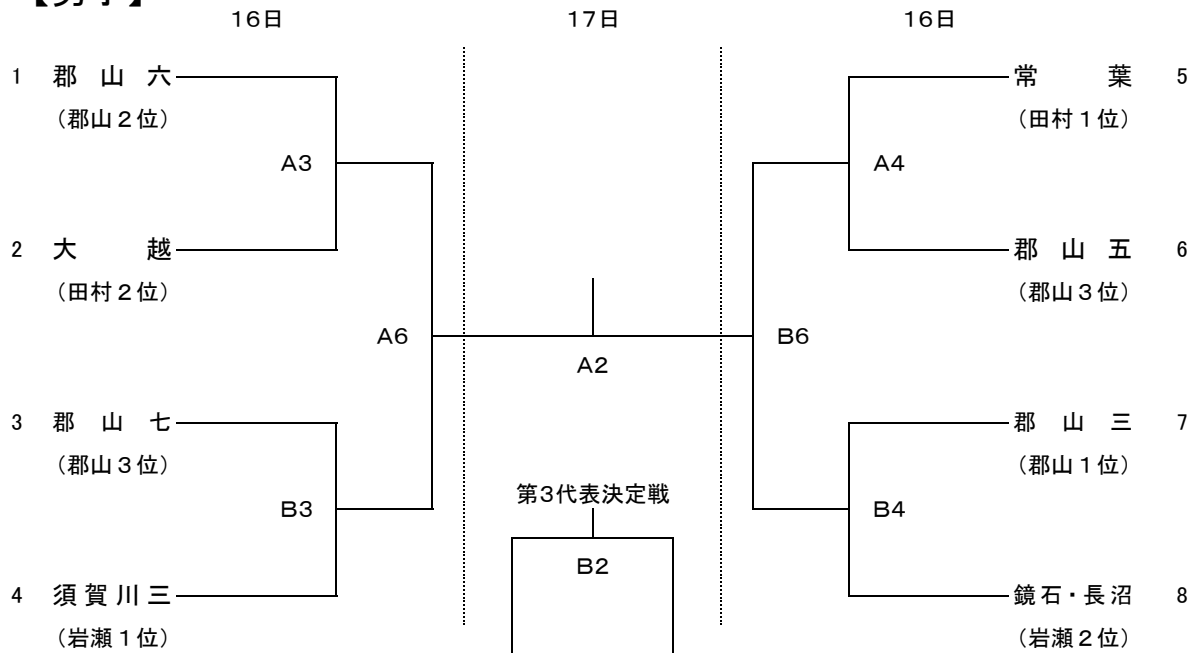 【男子】
16日 17日 16日
1 郡山六 常葉 5
（郡山２位） （田村１位）
A3 A4
2 大越 郡山五 6
（田村２位） （郡山３位）
A6 B6
A2
3 郡山七 郡山三 7
（郡山３位） （郡山１位）
第3代表決定戦
B3 B4
B2
4 須賀川三 鏡石・長沼 8
（岩瀬１位） （岩瀬２位）